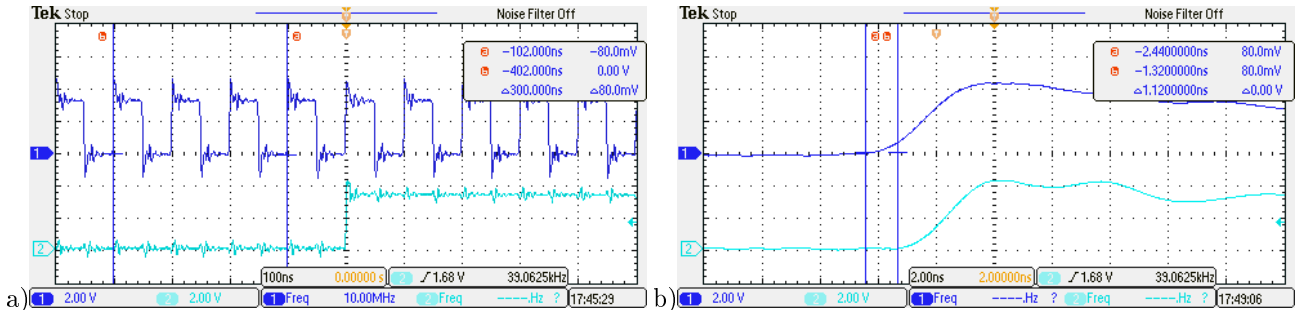 Tek Stop
Noise Filter Off
a -102.000ns -80.0mV
b -402.000ns 0.00 V
△300.000ns △80.0mV
1
2
100ns 0.00000 s
2 1.68 V 39.0625kHz
a) 1 2.00 V 2 2.00 V 1 Freq 10.00MHz 2 Freq ----.Hz ? 17:45:29
Tek Stop
Noise Filter Off
a -2.4400000ns 80.0mV
b -1.3200000ns 80.0mV
△1.1200000ns △0.00 V
1
2
2.00ns 2.00000ns
2 1.68 V 39.0625kHz
b) 1 2.00 V 2 2.00 V 1 Freq ----.Hz ? 2 Freq ----.Hz ? 17:49:06